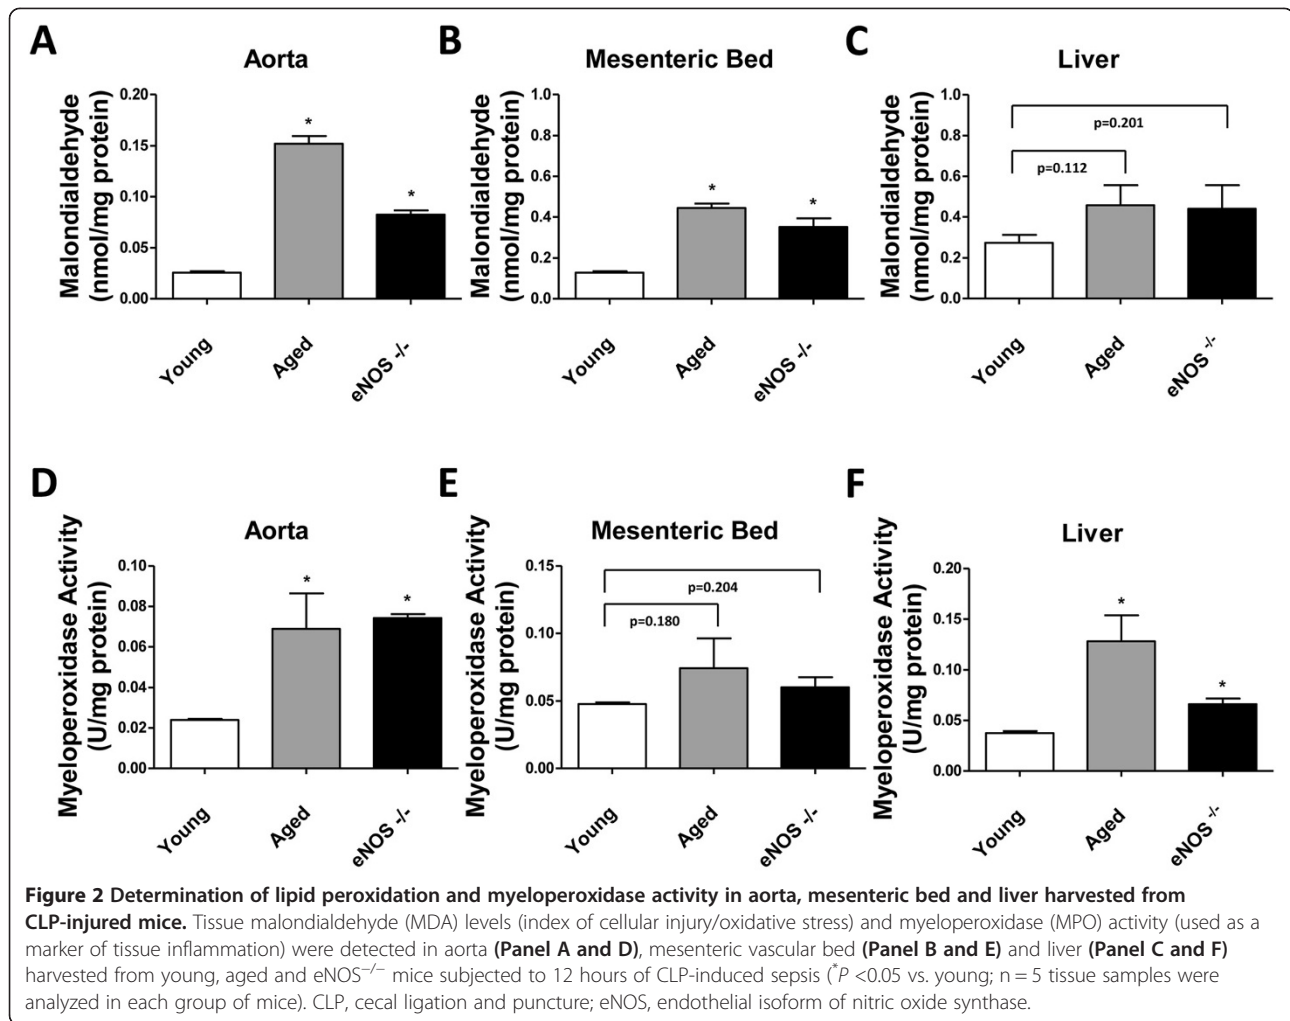 A
Aorta
Malondialdehyde
(nmol/mg protein)
0.20
0.15
0.10
0.05
0.00
*
*
Young
Aged
eNOS -/-
B
Mesenteric Bed
Malondialdehyde
(nmol/mg protein)
1.0
0.8
0.6
0.4
0.2
0.0
*
*
Young
Aged
eNOS -/-
C
Liver
Malondialdehyde
(nmol/mg protein)
1.0
0.8
0.6
0.4
0.2
0.0
p=0.201
p=0.112
Young
Aged
eNOS -/-
D
Aorta
Myeloperoxidase Activity
(U/mg protein)
0.10
0.08
0.06
0.04
0.02
0.00
*
*
Young
Aged
eNOS -/-
E
Mesenteric Bed
Myeloperoxidase Activity
(U/mg protein)
0.15
0.10
0.05
0.00
p=0.204
p=0.180
Young
Aged
eNOS -/-
F
Liver
Myeloperoxidase Activity
(U/mg protein)
0.20
0.15
0.10
0.05
0.00
*
*
Young
Aged
eNOS -/-
Figure 2 Determination of lipid peroxidation and myeloperoxidase activity in aorta, mesenteric bed and liver harvested from
CLP-injured mice. Tissue malondialdehyde (MDA) levels (index of cellular injury/oxidative stress) and myeloperoxidase (MPO) activity (used as a
marker of tissue inflammation) were detected in aorta (Panel A and D), mesenteric vascular bed (Panel B and E) and liver (Panel C and F)
harvested from young, aged and eNOS−/− mice subjected to 12 hours of CLP-induced sepsis (*P <0.05 vs. young; n = 5 tissue samples were
analyzed in each group of mice). CLP, cecal ligation and puncture; eNOS, endothelial isoform of nitric oxide synthase.